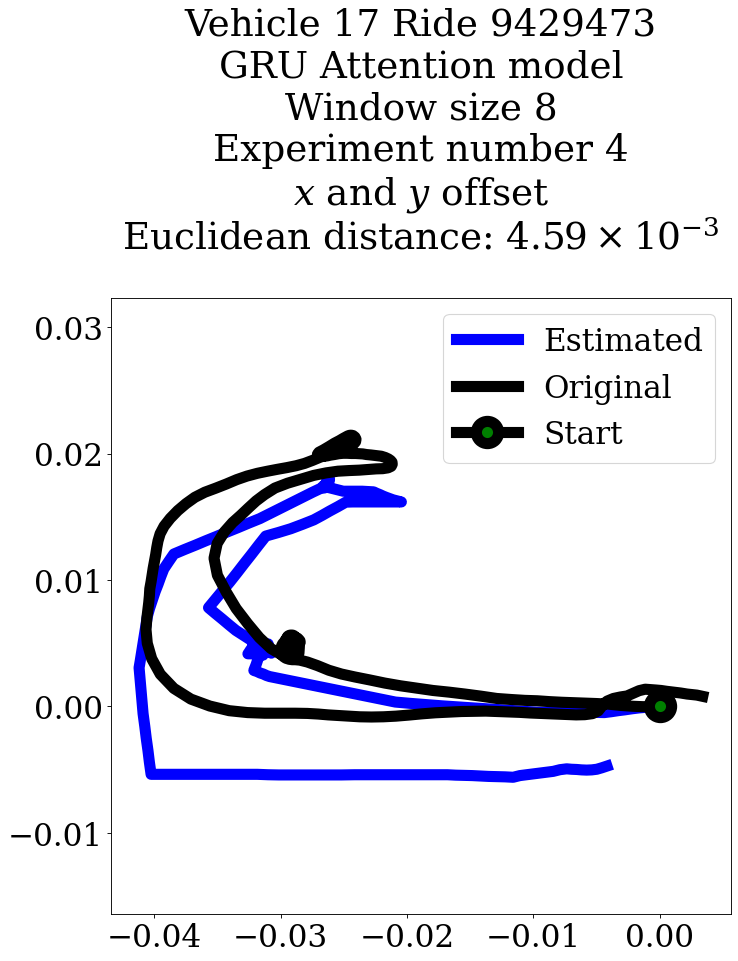 Vehicle 17 Ride 9429473
GRU Attention model
Window size 8
Experiment number 4
x and y offset
Euclidean distance: 4.59 × 10⁻³
Estimated
Original
Start
0.03
0.02
0.01
0.00
−0.01
−0.04 −0.03 −0.02 −0.01 0.00